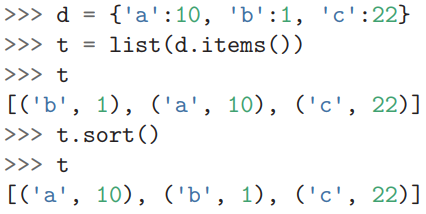 >>> d = {'a':10, 'b':1, 'c':22}
>>> t = list(d.items())
>>> t
[('b', 1), ('a', 10), ('c', 22)]
>>> t.sort()
>>> t
[('a', 10), ('b', 1), ('c', 22)]